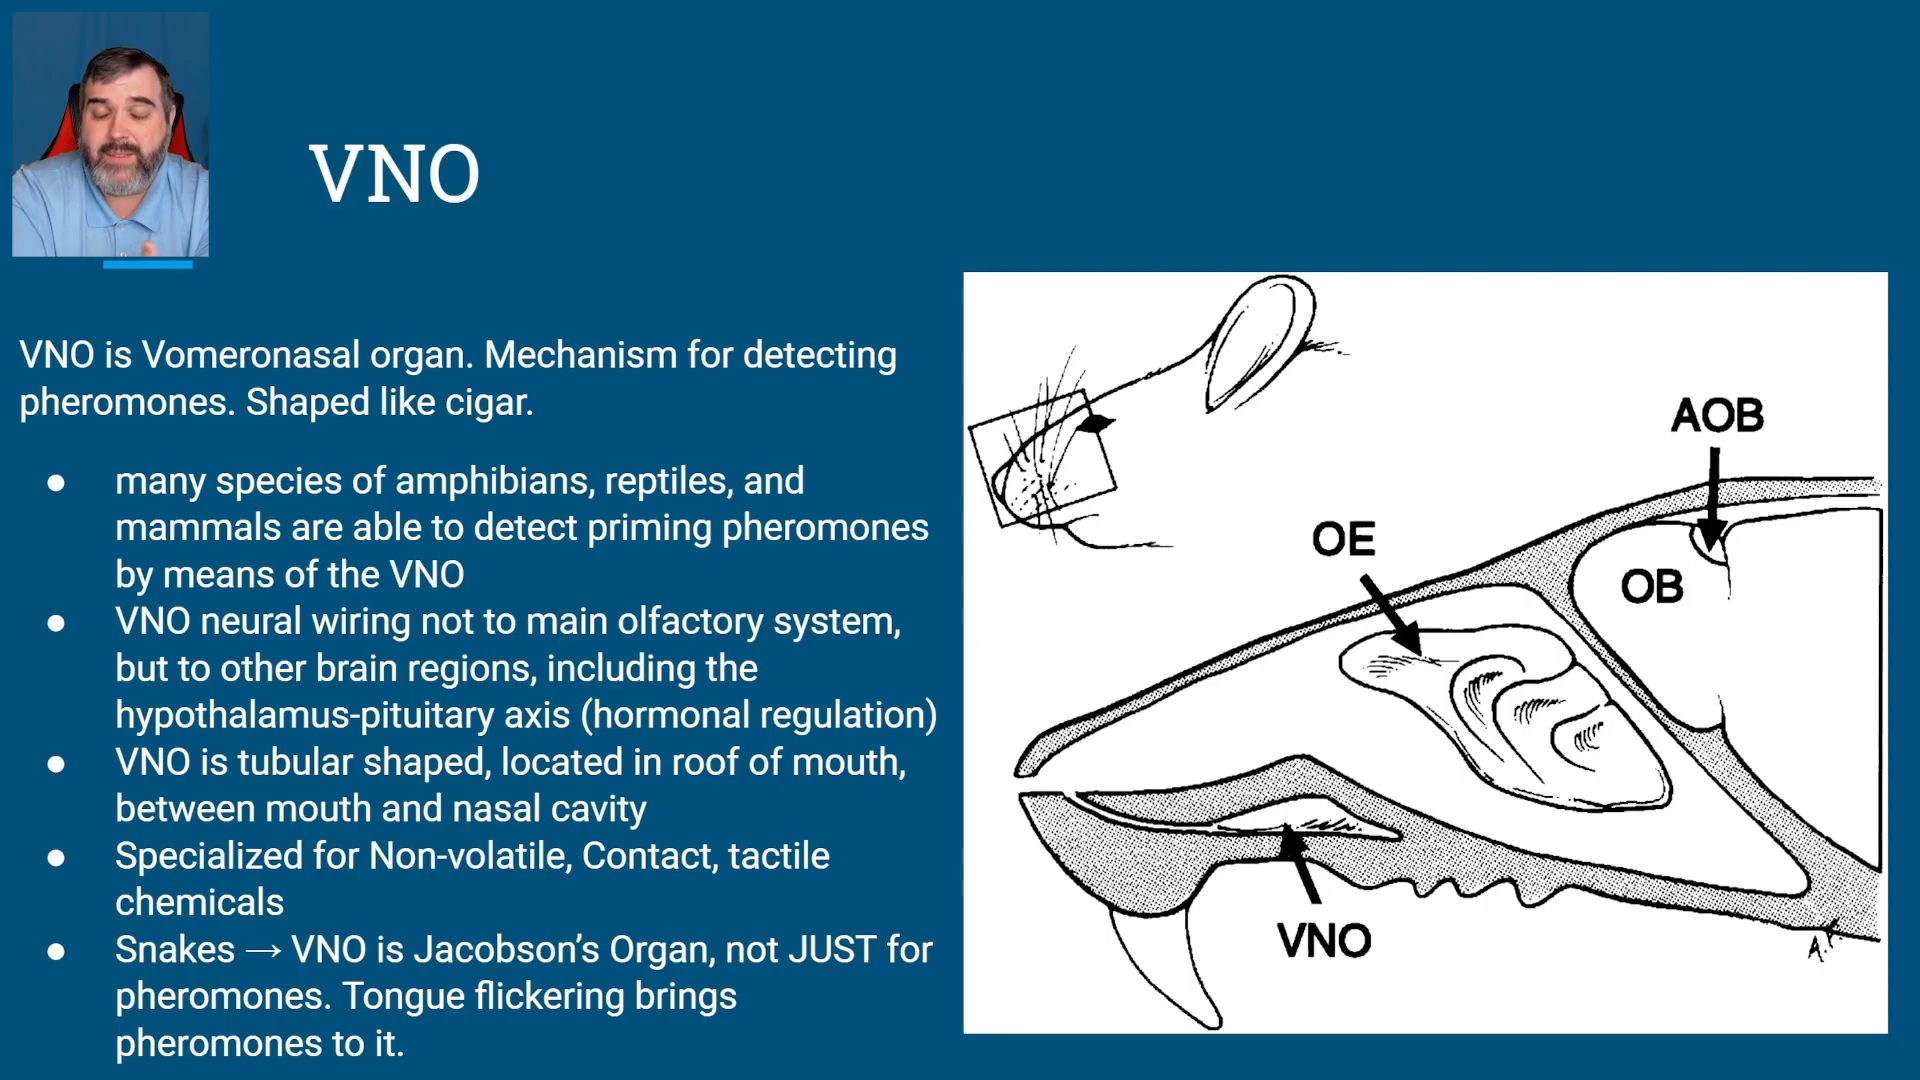 VNO
VNO is Vomeronasal organ. Mechanism for detecting
pheromones. Shaped like cigar.
● many species of amphibians, reptiles, and
mammals are able to detect priming pheromones
by means of the VNO
● VNO neural wiring not to main olfactory system,
but to other brain regions, including the
hypothalamus-pituitary axis (hormonal regulation)
● VNO is tubular shaped, located in roof of mouth,
between mouth and nasal cavity
● Specialized for Non-volatile, Contact, tactile
chemicals
● Snakes → VNO is Jacobson’s Organ, not JUST for
pheromones. Tongue flickering brings
pheromones to it.
AOB
OE
OB
VNO